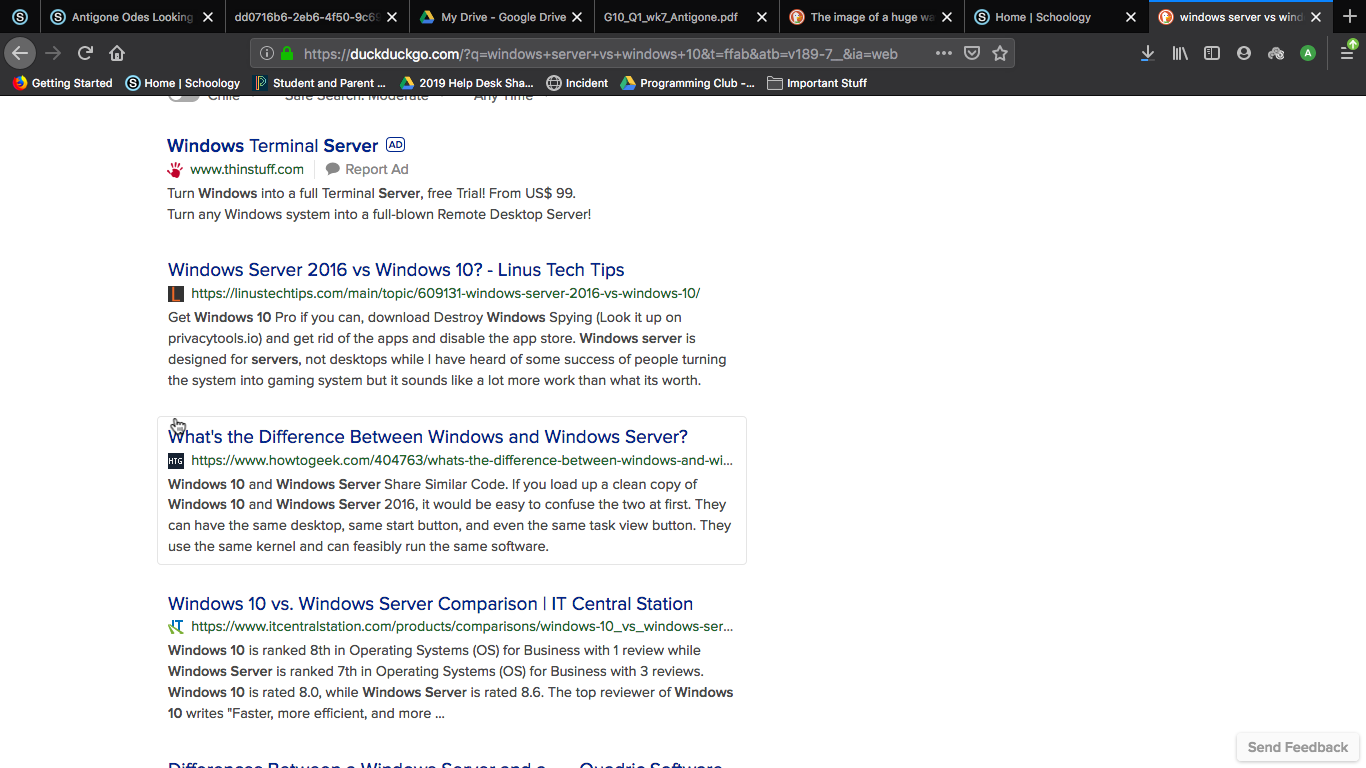 Antigone Odes Looking
dd0716b6-2eb6-4f50-9c69
My Drive - Google Drive
G10_Q1_wk7_Antigone.pdf
The image of a huge wa
Home | Schoology
windows server vs wind
https://duckduckgo.com/?q=windows+server+vs+windows+10&t=ffab&atb=v189-7__&ia=web
A
Getting Started
Home | Schoology
Student and Parent ...
2019 Help Desk Sha...
Incident
Programming Club -...
Important Stuff
Chile Safe Search: Moderate Any Time
Windows Terminal Server AD
www.thinstuff.com Report Ad
Turn Windows into a full Terminal Server, free Trial! From US$ 99.
Turn any Windows system into a full-blown Remote Desktop Server!
Windows Server 2016 vs Windows 10? - Linus Tech Tips
https://linustechtips.com/main/topic/609131-windows-server-2016-vs-windows-10/
Get Windows 10 Pro if you can, download Destroy Windows Spying (Look it up on
privacytools.io) and get rid of the apps and disable the app store. Windows server is
designed for servers, not desktops while I have heard of some success of people turning
the system into gaming system but it sounds like a lot more work than what its worth.
What's the Difference Between Windows and Windows Server?
HTG https://www.howtogeek.com/404763/whats-the-difference-between-windows-and-wi...
Windows 10 and Windows Server Share Similar Code. If you load up a clean copy of
Windows 10 and Windows Server 2016, it would be easy to confuse the two at first. They
can have the same desktop, same start button, and even the same task view button. They
use the same kernel and can feasibly run the same software.
Windows 10 vs. Windows Server Comparison | IT Central Station
https://www.itcentralstation.com/products/comparisons/windows-10_vs_windows-ser...
Windows 10 is ranked 8th in Operating Systems (OS) for Business with 1 review while
Windows Server is ranked 7th in Operating Systems (OS) for Business with 3 reviews.
Windows 10 is rated 8.0, while Windows Server is rated 8.6. The top reviewer of Windows
10 writes "Faster, more efficient, and more ...
Differences Between a Windows Server and a ... - Quadric Software
Send Feedback